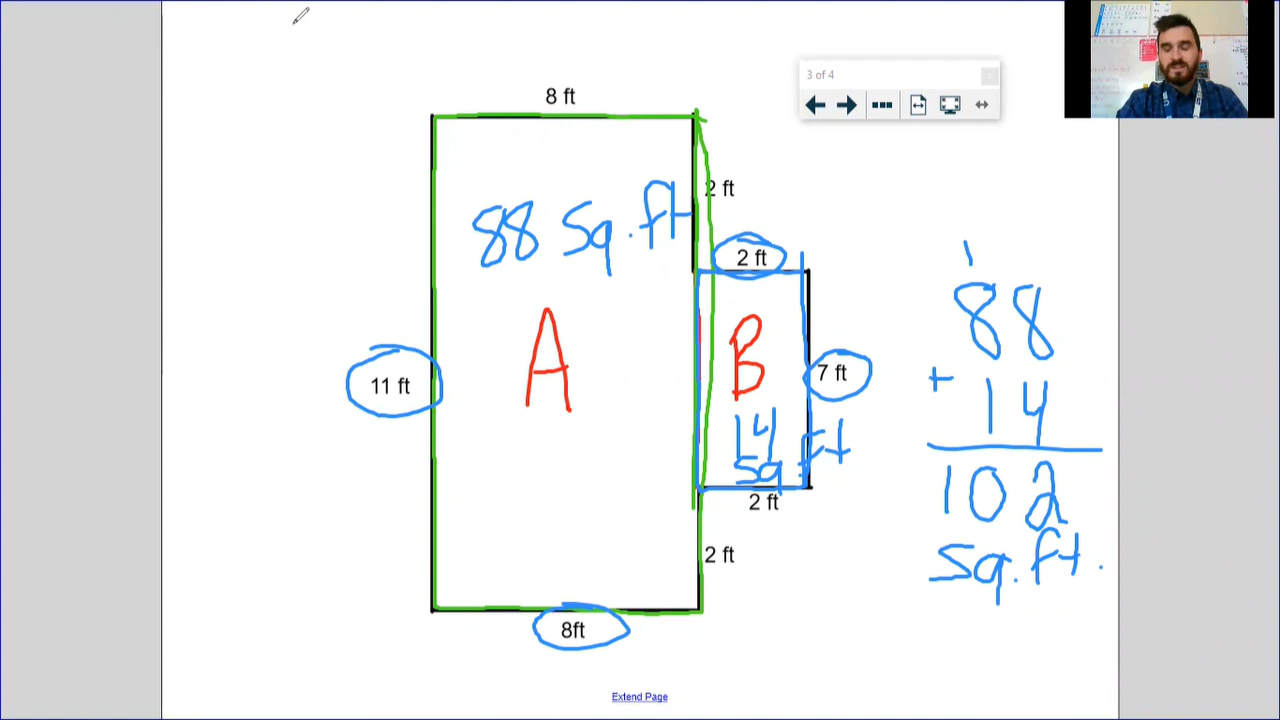 3 of 4
8 ft
2 ft
88 Sq. ft
2 ft
1
88
A
B
11 ft
7 ft
+ 14
14
Sq. ft
102
2 ft
2 ft
Sq. ft.
8ft
Extend Page